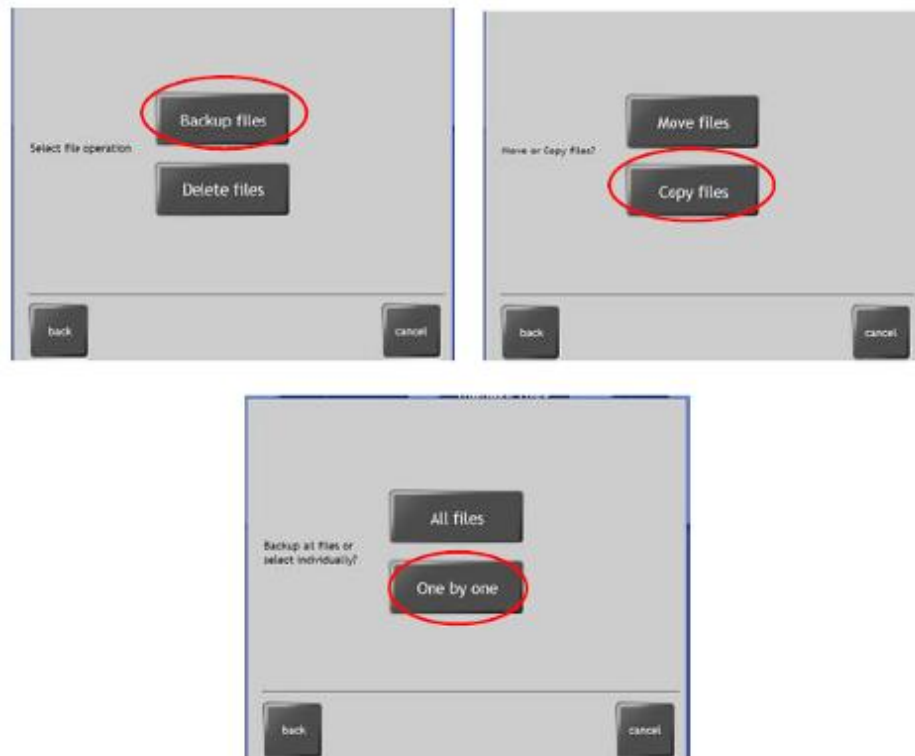 Backup files
Select file operation
Delete files
back
cancel
Move files
Move or Copy files?
Copy files
back
cancel
All files
Backup all files or
select individually?
One by one
back
cancel